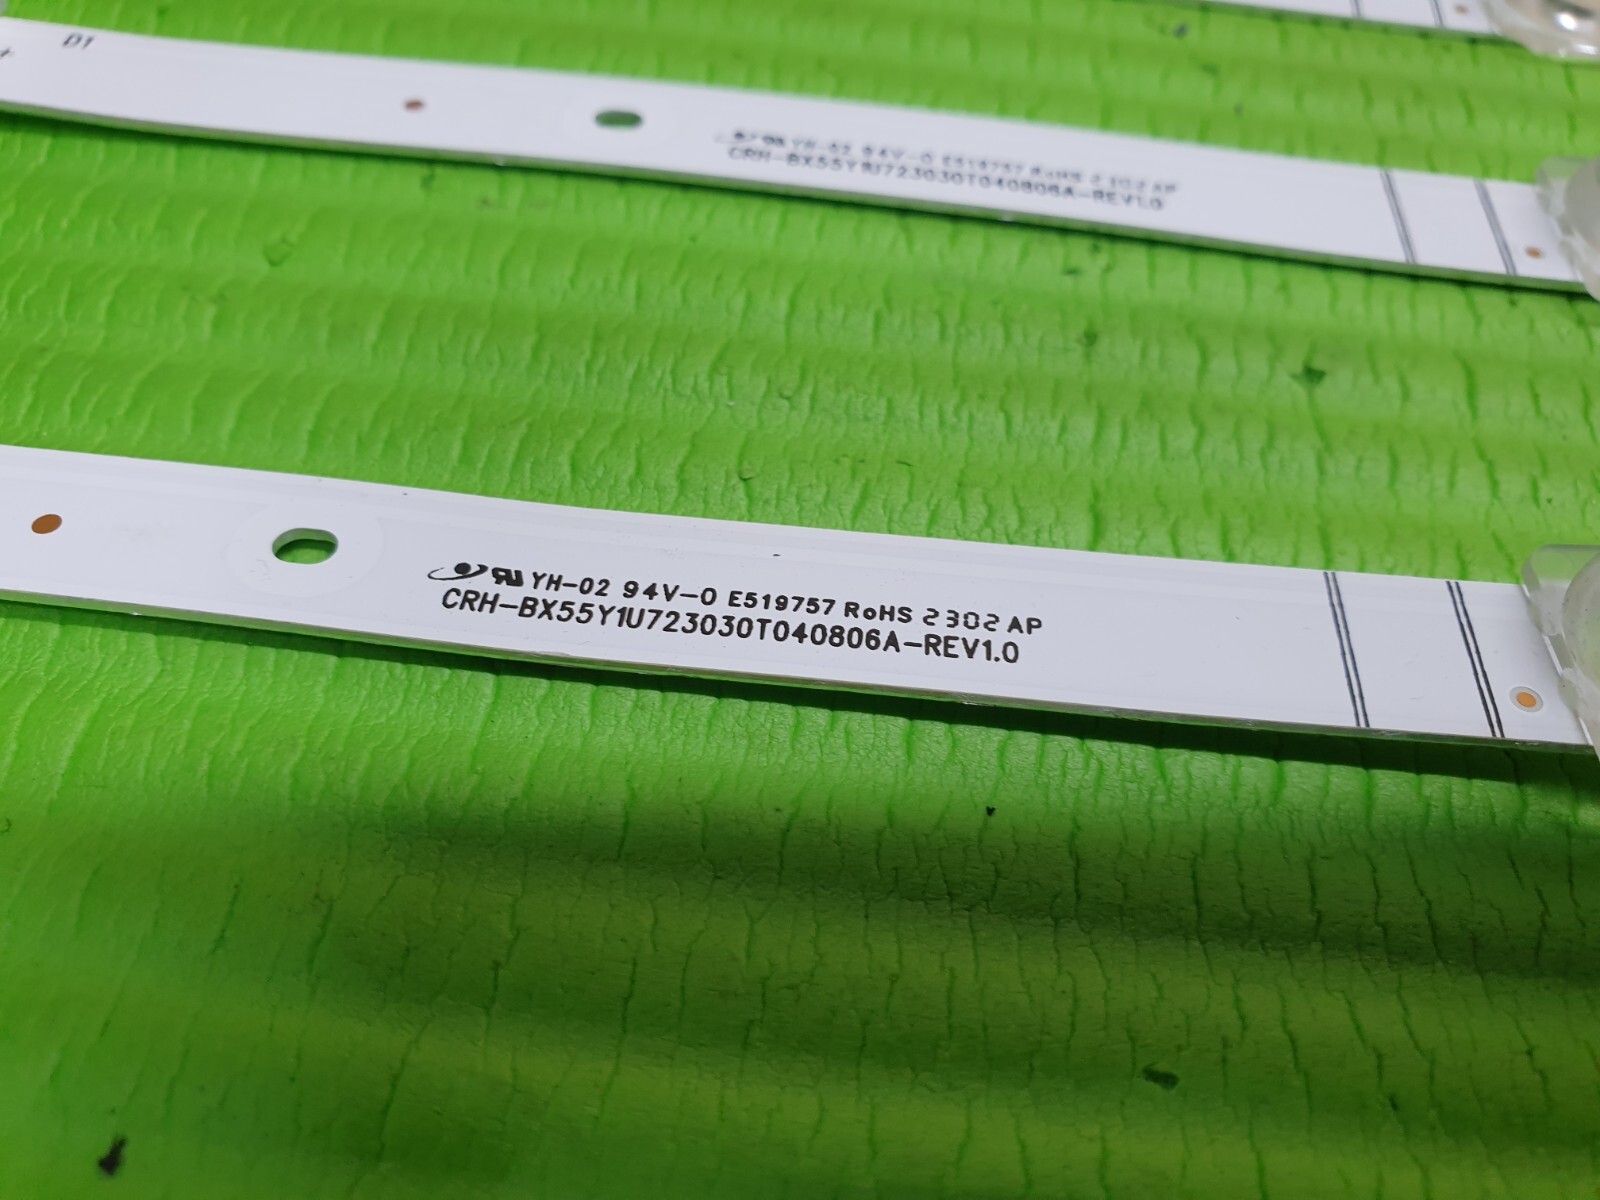 D1
YH-02 94V-0 E519757 RoHS 2302 AP
CRH-BX55Y1U723030T040806A-REV1.0
YH-02 94V-0 E519757 RoHS 2302 AP
CRH-BX55Y1U723030T040806A-REV1.0